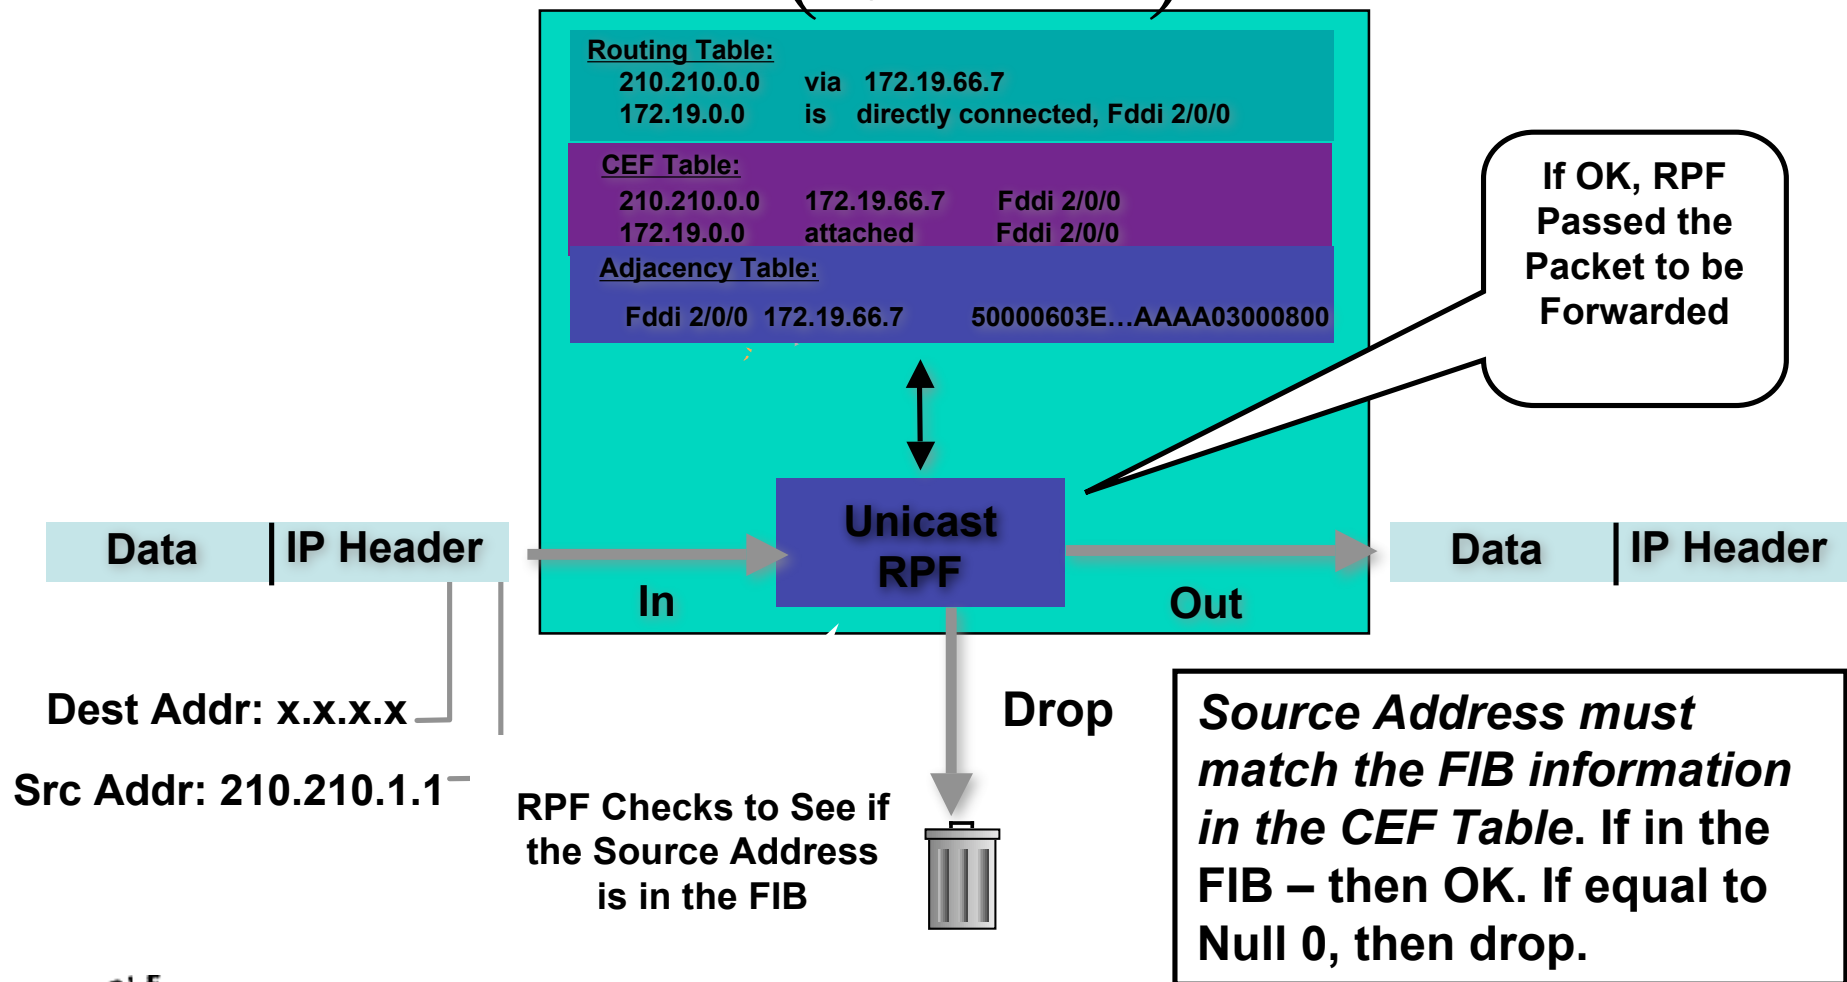 Routing Table:
210.210.0.0 via 172.19.66.7
172.19.0.0 is directly connected, Fddi 2/0/0
CEF Table:
210.210.0.0 172.19.66.7 Fddi 2/0/0
172.19.0.0 attached Fddi 2/0/0
Adjacency Table:
Fddi 2/0/0 172.19.66.7 50000603E...AAAA03000800
If OK, RPF
Passed the
Packet to be
Forwarded
Data IP Header
In
Unicast
RPF
Out
Data IP Header
Dest Addr: x.x.x.x
Src Addr: 210.210.1.1
Drop
RPF Checks to See if
the Source Address
is in the FIB
Source Address must
match the FIB information
in the CEF Table. If in the
FIB – then OK. If equal to
Null 0, then drop.